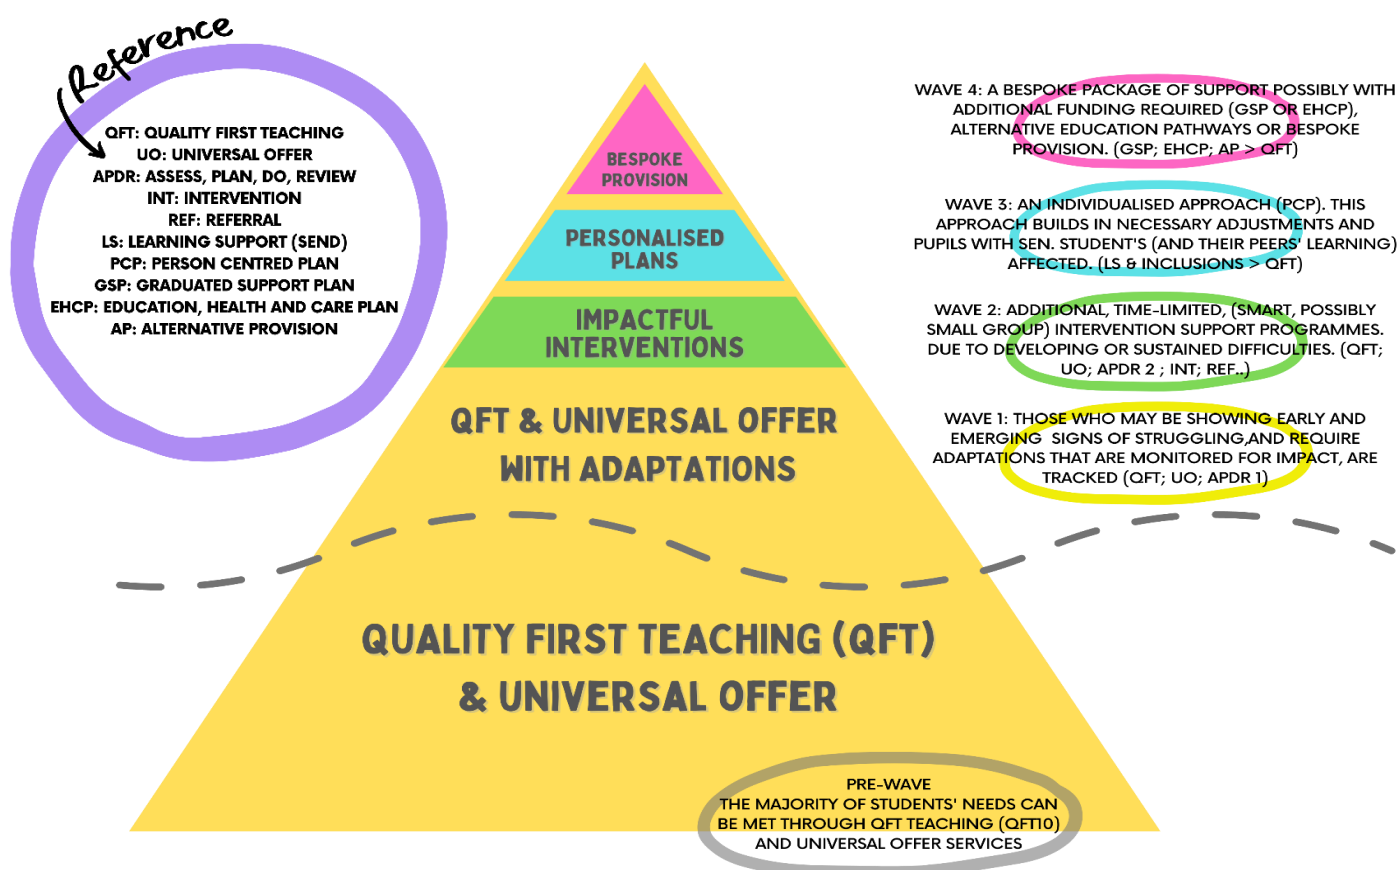 Reference
QFT: QUALITY FIRST TEACHING
UO: UNIVERSAL OFFER
APDR: ASSESS, PLAN, DO, REVIEW
INT: INTERVENTION
REF: REFERRAL
LS: LEARNING SUPPORT (SEND)
PCP: PERSON CENTRED PLAN
GSP: GRADUATED SUPPORT PLAN
EHCP: EDUCATION, HEALTH AND CARE PLAN
AP: ALTERNATIVE PROVISION
BESPOKE
PROVISION
PERSONALISED
PLANS
IMPACTFUL
INTERVENTIONS
QFT & UNIVERSAL OFFER
WITH ADAPTATIONS
QUALITY FIRST TEACHING (QFT)
& UNIVERSAL OFFER
WAVE 4: A BESPOKE PACKAGE OF SUPPORT POSSIBLY WITH
ADDITIONAL FUNDING REQUIRED (GSP OR EHCP),
ALTERNATIVE EDUCATION PATHWAYS OR BESPOKE
PROVISION. (GSP; EHCP; AP > QFT)
WAVE 3: AN INDIVIDUALISED APPROACH (PCP). THIS
APPROACH BUILDS IN NECESSARY ADJUSTMENTS AND
PUPILS WITH SEN. STUDENT'S (AND THEIR PEERS' LEARNING)
AFFECTED. (LS & INCLUSIONS > QFT)
WAVE 2: ADDITIONAL, TIME-LIMITED, (SMART, POSSIBLY
SMALL GROUP) INTERVENTION SUPPORT PROGRAMMES.
DUE TO DEVELOPING OR SUSTAINED DIFFICULTIES. (QFT;
UO; APDR 2 ; INT; REF..)
WAVE 1: THOSE WHO MAY BE SHOWING EARLY AND
EMERGING  SIGNS OF STRUGGLING,AND REQUIRE
ADAPTATIONS THAT ARE MONITORED FOR IMPACT, ARE
TRACKED (QFT; UO; APDR 1)
PRE-WAVE
THE MAJORITY OF STUDENTS' NEEDS CAN
BE MET THROUGH QFT TEACHING (QFT10)
AND UNIVERSAL OFFER SERVICES